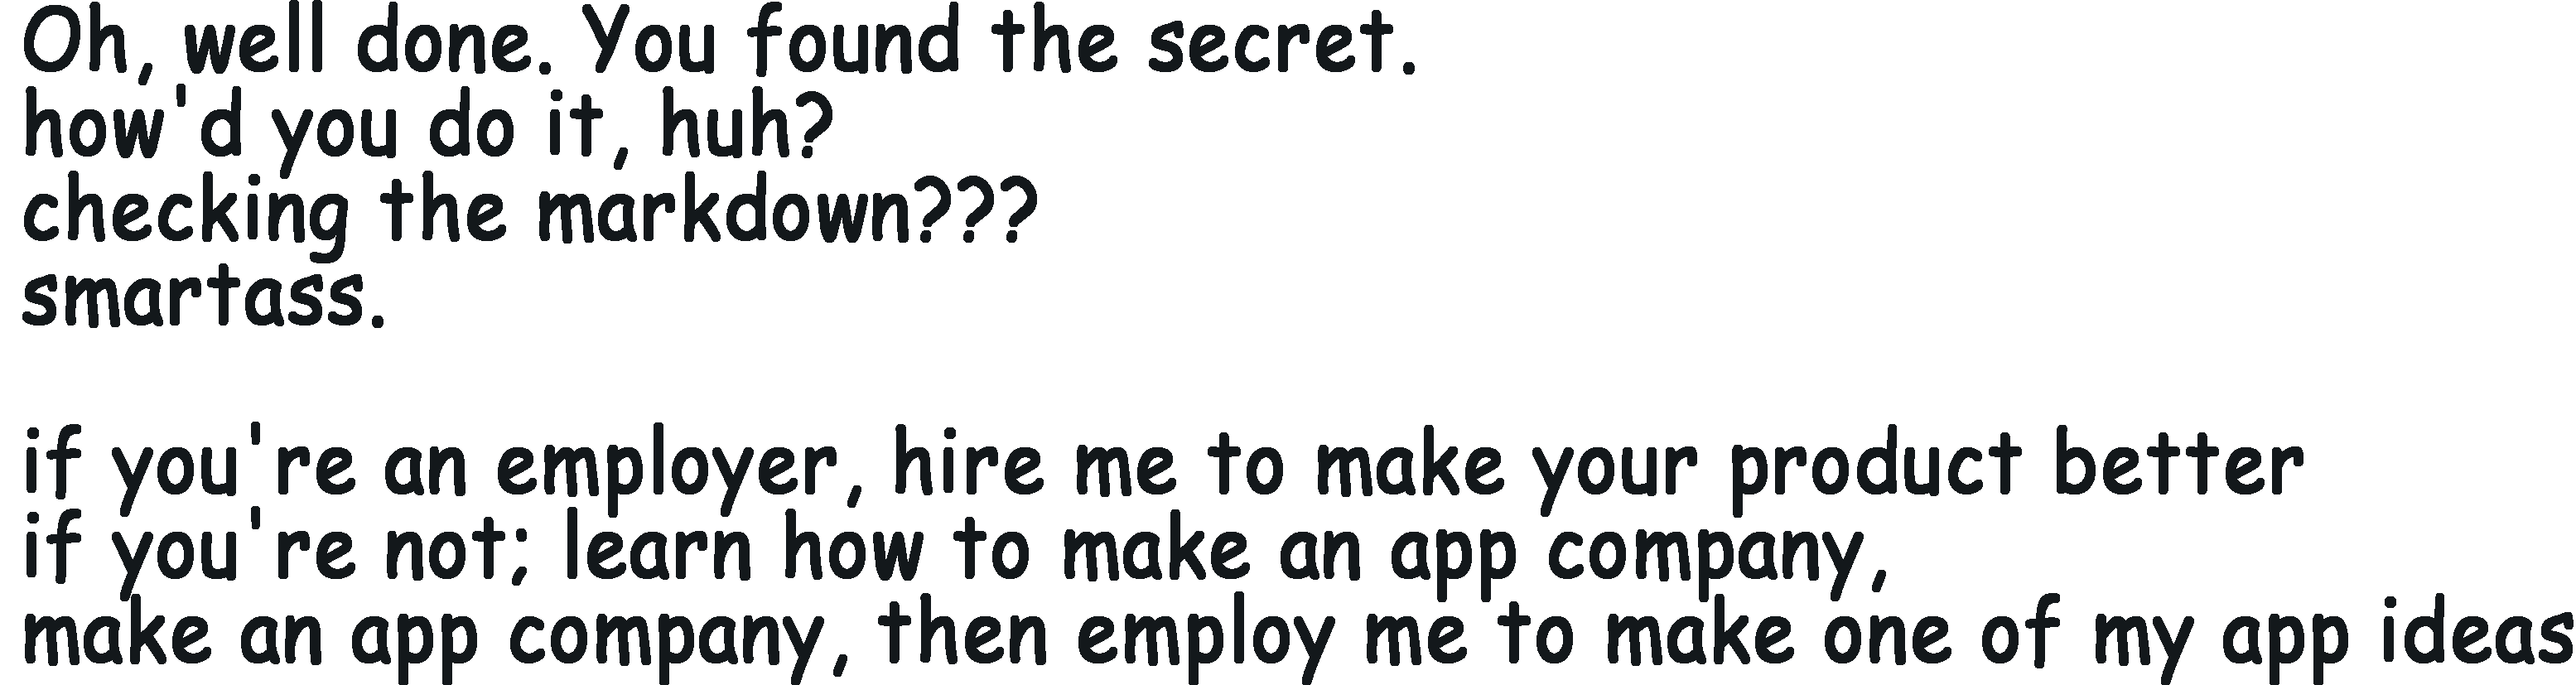 Oh, well done. You found the secret.
how'd you do it, huh?
checking the markdown???
smartass.
if you're an employer, hire me to make your product better
if you're not; learn how to make an app company,
make an app company, then employ me to make one of my app ideas